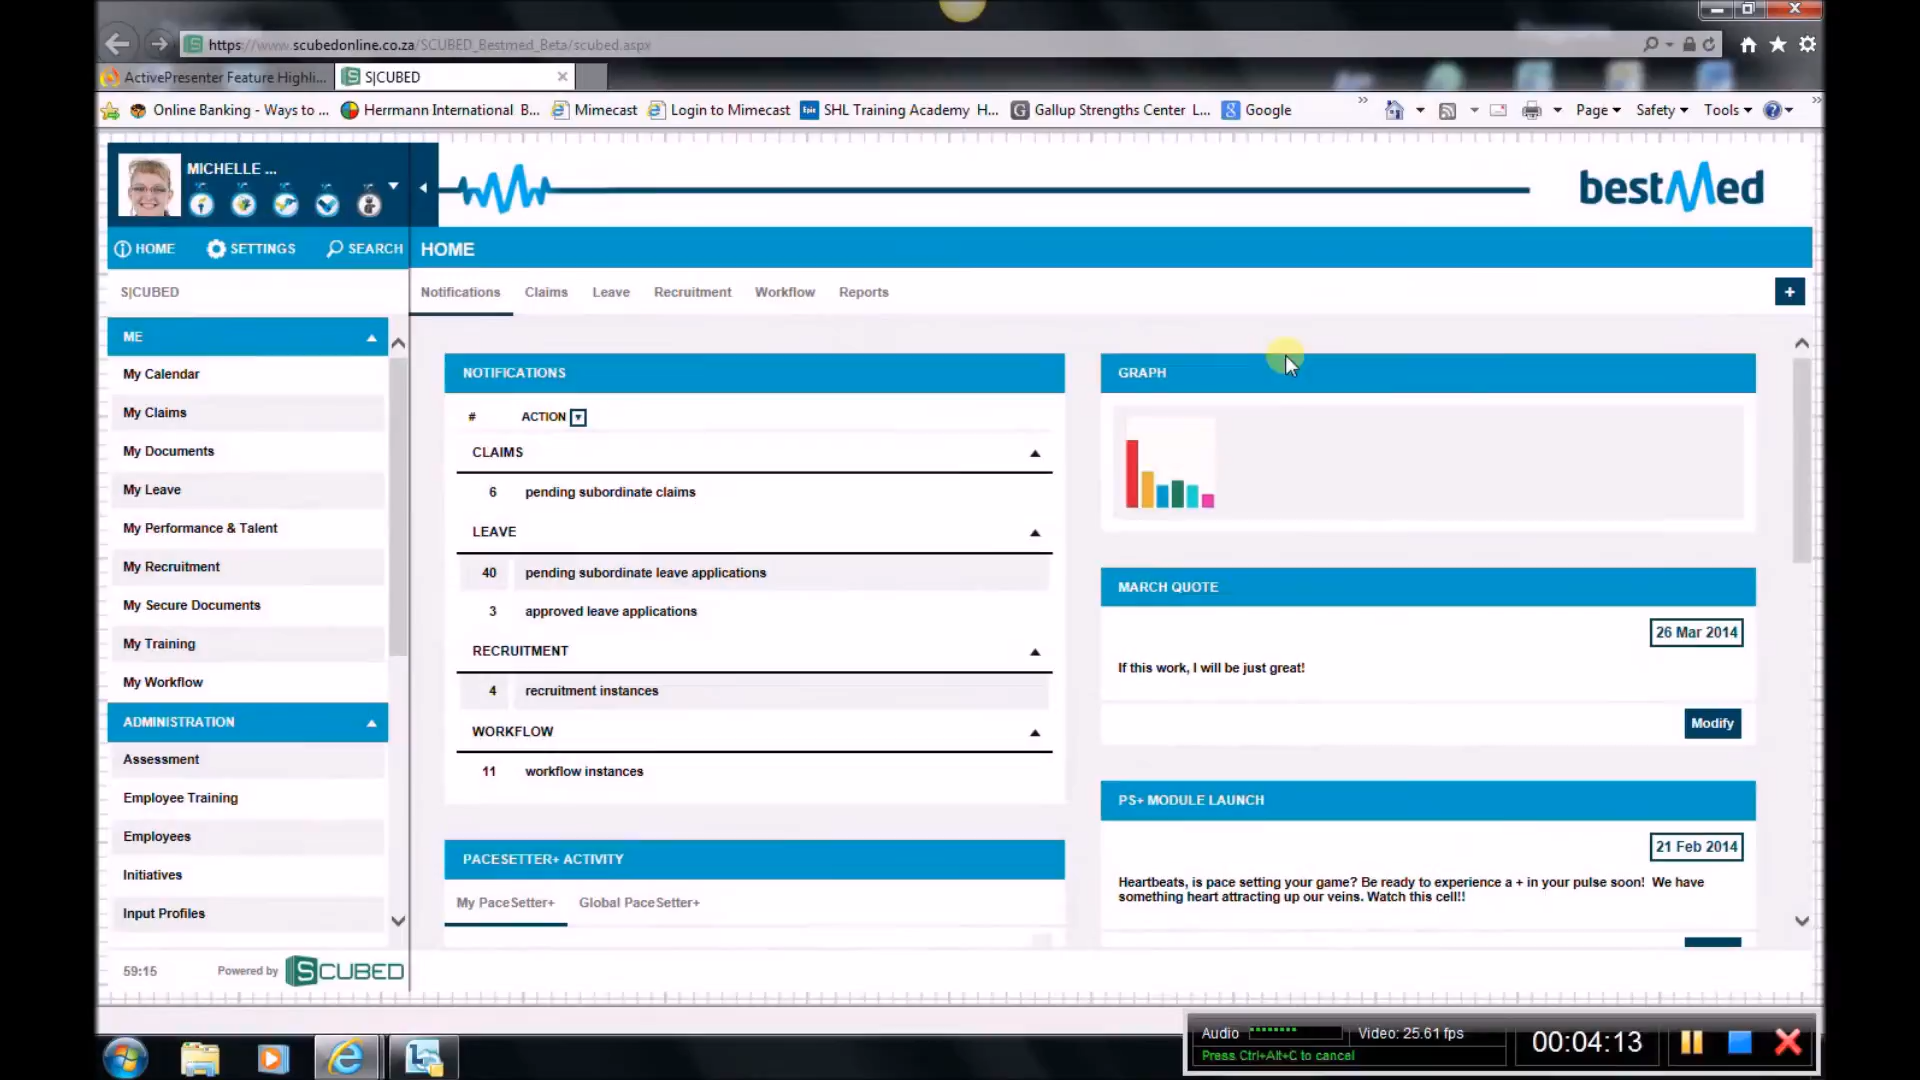 https://www.scubedonline.co.za/SCUBED_Bestmed_Beta/scubed.aspx
ActivePresenter Feature Highli...
S|CUBED
Online Banking - Ways to ...
Herrmann International B...
Mimecast
Login to Mimecast
SHL Training Academy H...
Gallup Strengths Center L...
Google
Page
Safety
Tools
MICHELLE ...
bestMed
HOME
SETTINGS
SEARCH
HOME
S|CUBED
Notifications
Claims
Leave
Recruitment
Workflow
Reports
+
ME
My Calendar
My Claims
My Documents
My Leave
My Performance & Talent
My Recruitment
My Secure Documents
My Training
My Workflow
ADMINISTRATION
Assessment
Employee Training
Employees
Initiatives
Input Profiles
59:15
Powered by SCUBED
NOTIFICATIONS
# ACTION
CLAIMS
6 pending subordinate claims
LEAVE
40 pending subordinate leave applications
3 approved leave applications
RECRUITMENT
4 recruitment instances
WORKFLOW
11 workflow instances
PACESETTER+ ACTIVITY
My PaceSetter+
Global PaceSetter+
GRAPH
MARCH QUOTE
26 Mar 2014
If this work, I will be just great!
Modify
PS+ MODULE LAUNCH
21 Feb 2014
Heartbeats, is pace setting your game? Be ready to experience a + in your pulse soon! We have
something heart attracting up our veins. Watch this cell!!
Audio
Video: 25.61 fps
Press Ctrl+Alt+C to cancel
00:04:13